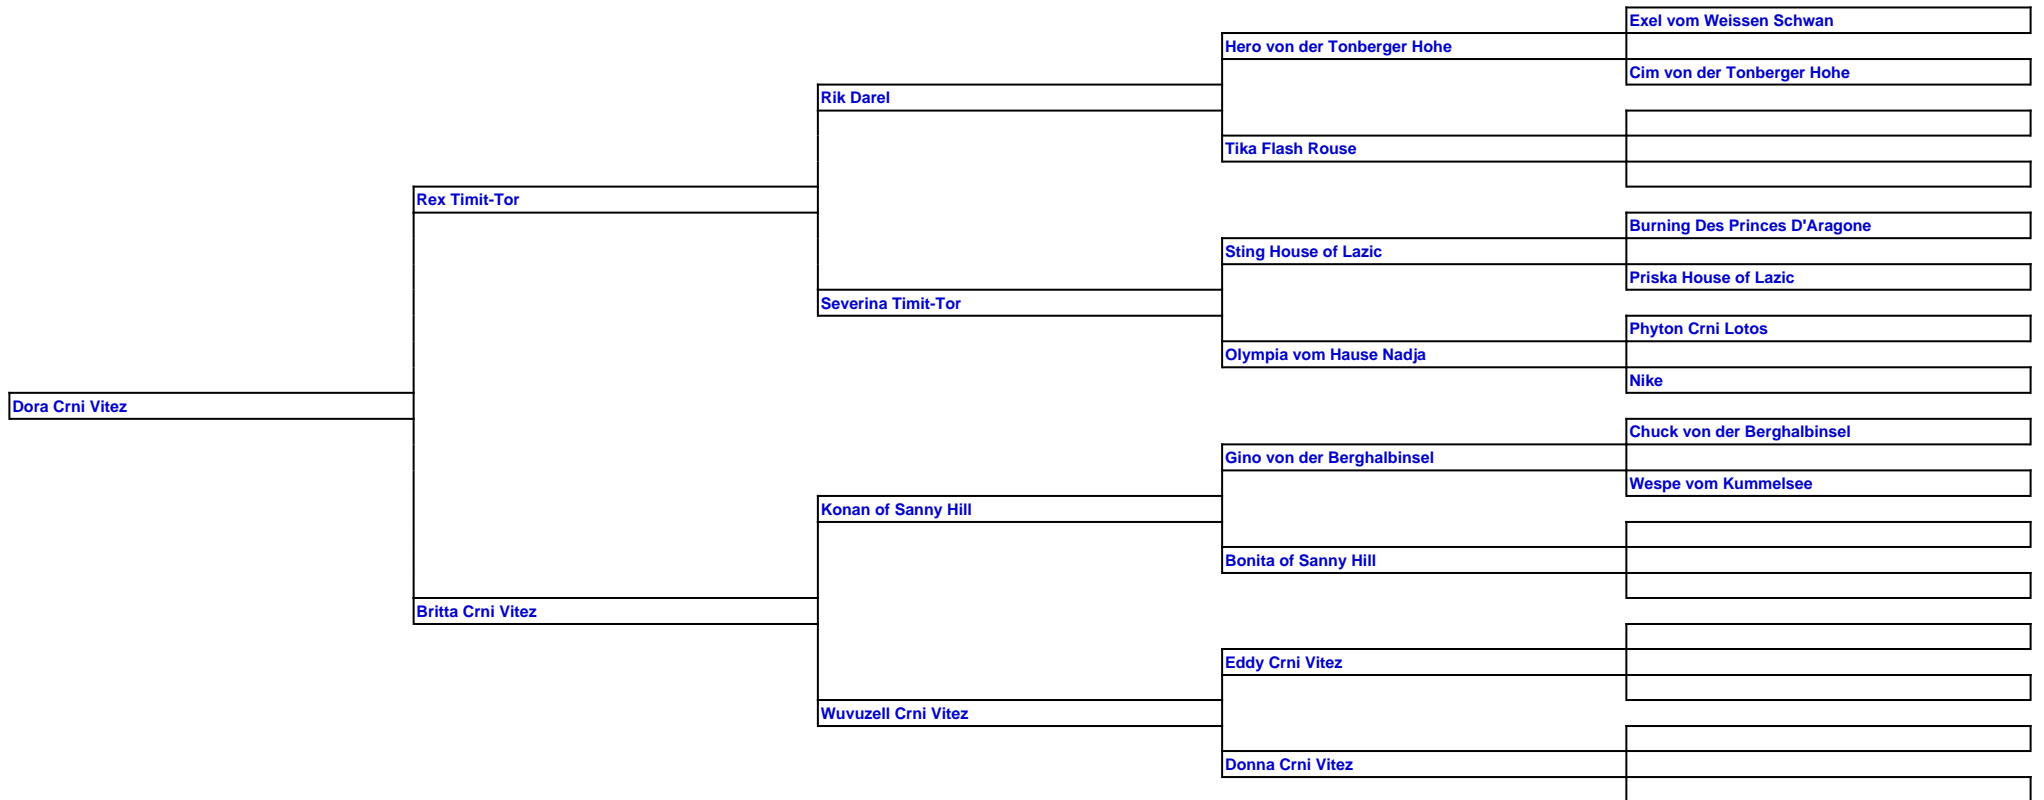 Exel vom Weissen Schwan
Hero von der Tonberger Hohe
Cim von der Tonberger Hohe
Rik Darel
Tika Flash Rouse
Rex Timit-Tor
Burning Des Princes D'Aragone
Sting House of Lazic
Priska House of Lazic
Severina Timit-Tor
Phyton Crni Lotos
Olympia vom Hause Nadja
Nike
Dora Crni Vitez
Chuck von der Berghalbinsel
Gino von der Berghalbinsel
Wespe vom Kummelsee
Konan of Sanny Hill
Bonita of Sanny Hill
Britta Crni Vitez
Eddy Crni Vitez
Wuvuzell Crni Vitez
Donna Crni Vitez